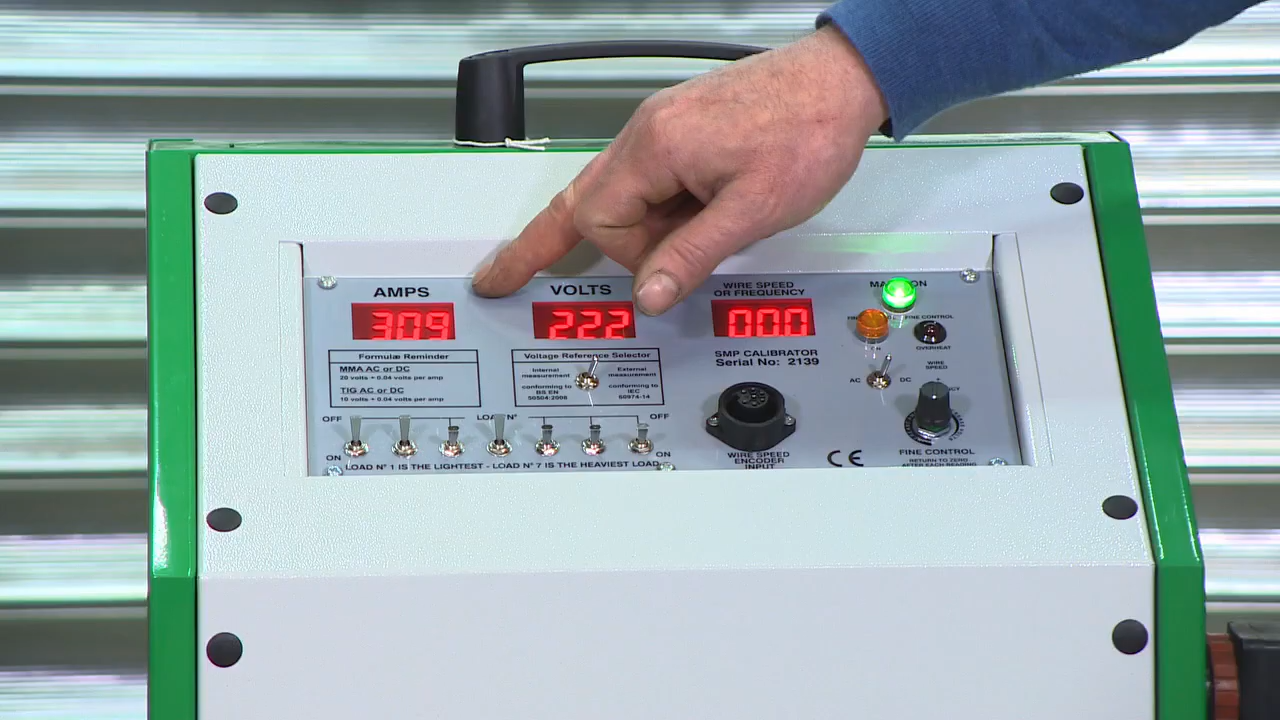 AMPS
VOLTS
WIRE SPEED
OR FREQUENCY
309
222
000
FINE CONTROL
OVERHEAT
Formulæ Reminder
MMA AC or DC
20 volts + 0.04 volts per amp
TIG AC or DC
10 volts + 0.04 volts per amp
Voltage Reference Selector
Internal
measurement
conforming to
BS EN
50504:2008
External
measurement
conforming to
IEC
60974-14
SMP CALIBRATOR
Serial No: 2139
AC
DC
WIRE
SPEED
OFF
OFF
ON
ON
LOAD N° 1 IS THE LIGHTEST - LOAD N° 7 IS THE HEAVIEST LOAD
WIRE SPEED
ENCODER
INPUT
CE
FINE CONTROL
RETURN TO ZERO
AFTER EACH READING